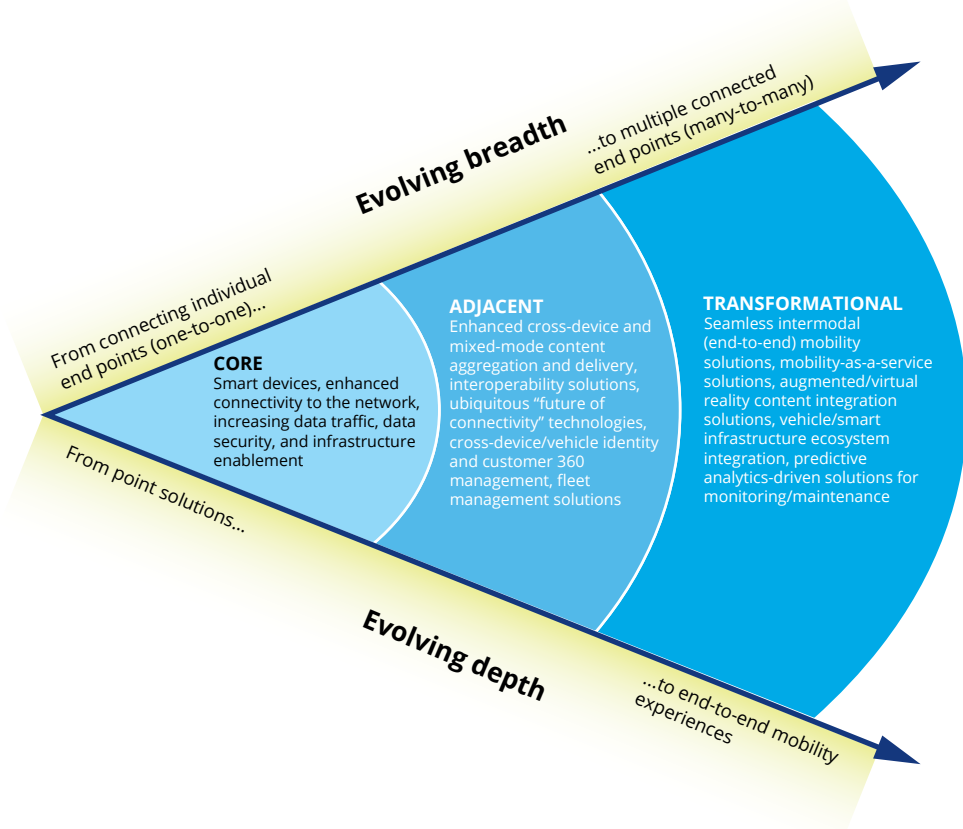 Evolving breadth
From connecting individual
end points (one-to-one)...
...to multiple connected
end points (many-to-many)
CORE
Smart devices, enhanced
connectivity to the network,
increasing data traffic, data
security, and infrastructure
enablement
ADJACENT
Enhanced cross-device and
mixed-mode content
aggregation and delivery,
interoperability solutions,
ubiquitous “future of
connectivity” technologies,
cross-device/vehicle identity
and customer 360
management, fleet
management solutions
TRANSFORMATIONAL
Seamless intermodal
(end-to-end) mobility
solutions, mobility-as-a-service
solutions, augmented/virtual
reality content integration
solutions, vehicle/smart
infrastructure ecosystem
integration, predictive
analytics-driven solutions for
monitoring/maintenance
From point solutions...
Evolving depth
...to end-to-end mobility
experiences